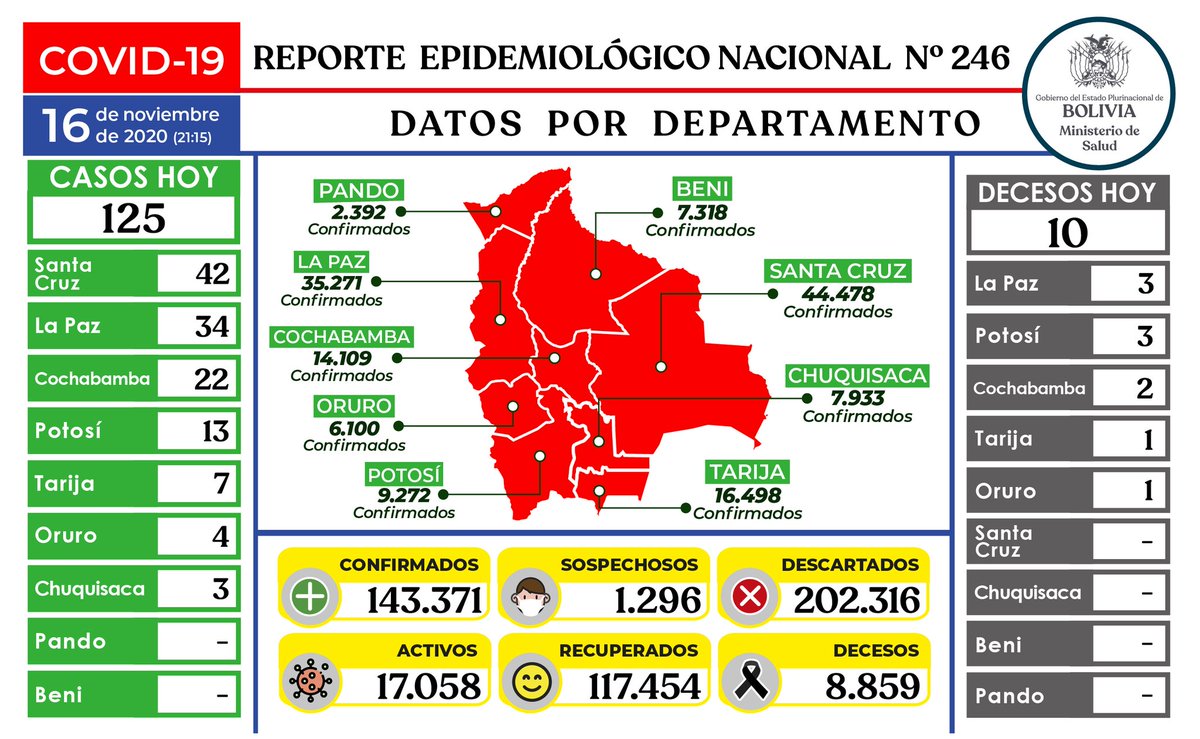 COVID-19
REPORTE EPIDEMIOLÓGICO NACIONAL Nº 246
16 de noviembre
de 2020 (21:15)
DATOS POR DEPARTAMENTO
Gobierno del Estado Plurinacional de
BOLIVIA
Ministerio de
Salud
CASOS HOY
125
Santa
Cruz
42
La Paz 34
Cochabamba 22
Potosí 13
Tarija 7
Oruro 4
Chuquisaca 3
Pando –
Beni –
PANDO
2.392
Confirmados
LA PAZ
35.271
Confirmados
COCHABAMBA
14.109
Confirmados
ORURO
6.100
Confirmados
POTOSÍ
9.272
Confirmados
BENI
7.318
Confirmados
SANTA CRUZ
44.478
Confirmados
CHUQUISACA
7.933
Confirmados
TARIJA
16.498
Confirmados
CONFIRMADOS
143.371
SOSPECHOSOS
1.296
DESCARTADOS
202.316
ACTIVOS
17.058
RECUPERADOS
117.454
DECESOS
8.859
DECESOS HOY
10
La Paz 3
Potosí 3
Cochabamba 2
Tarija 1
Oruro 1
Santa
Cruz
–
Chuquisaca –
Beni –
Pando –